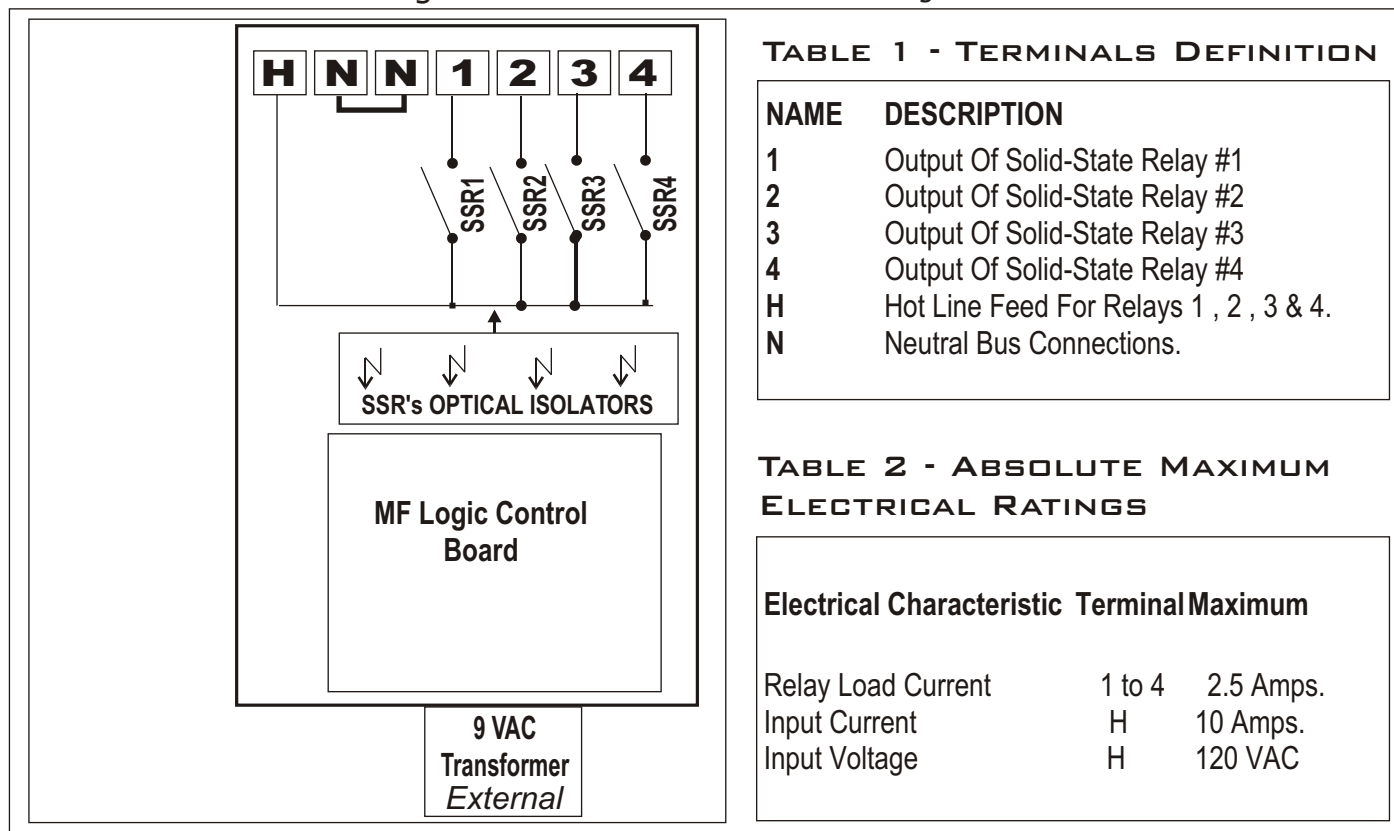 H N N 1 2 3 4
SSR1 SSR2 SSR3 SSR4
SSR's OPTICAL ISOLATORS
MF Logic Control
Board
9 VAC
Transformer
External
TABLE 1 - TERMINALS DEFINITION
NAME DESCRIPTION
1 Output Of Solid-State Relay #1
2 Output Of Solid-State Relay #2
3 Output Of Solid-State Relay #3
4 Output Of Solid-State Relay #4
H Hot Line Feed For Relays 1 , 2 , 3 & 4.
N Neutral Bus Connections.
TABLE 2 - ABSOLUTE MAXIMUM
ELECTRICAL RATINGS
Electrical Characteristic Terminal Maximum
Relay Load Current 1 to 4 2.5 Amps.
Input Current H 10 Amps.
Input Voltage H 120 VAC